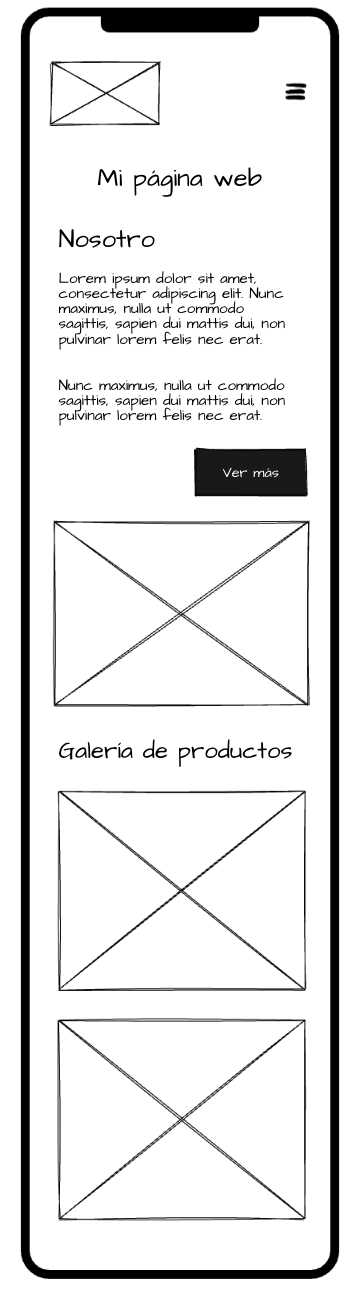 Mi página web
Nosotro
Lorem ipsum dolor sit amet,
consectetur adipiscing elit. Nunc
maximus, nulla ut commodo
sagittis, sapien dui mattis dui, non
pulvinar lorem felis nec erat.
Nunc maximus, nulla ut commodo
sagittis, sapien dui mattis dui, non
pulvinar lorem felis nec erat.
Ver más
Galería de productos